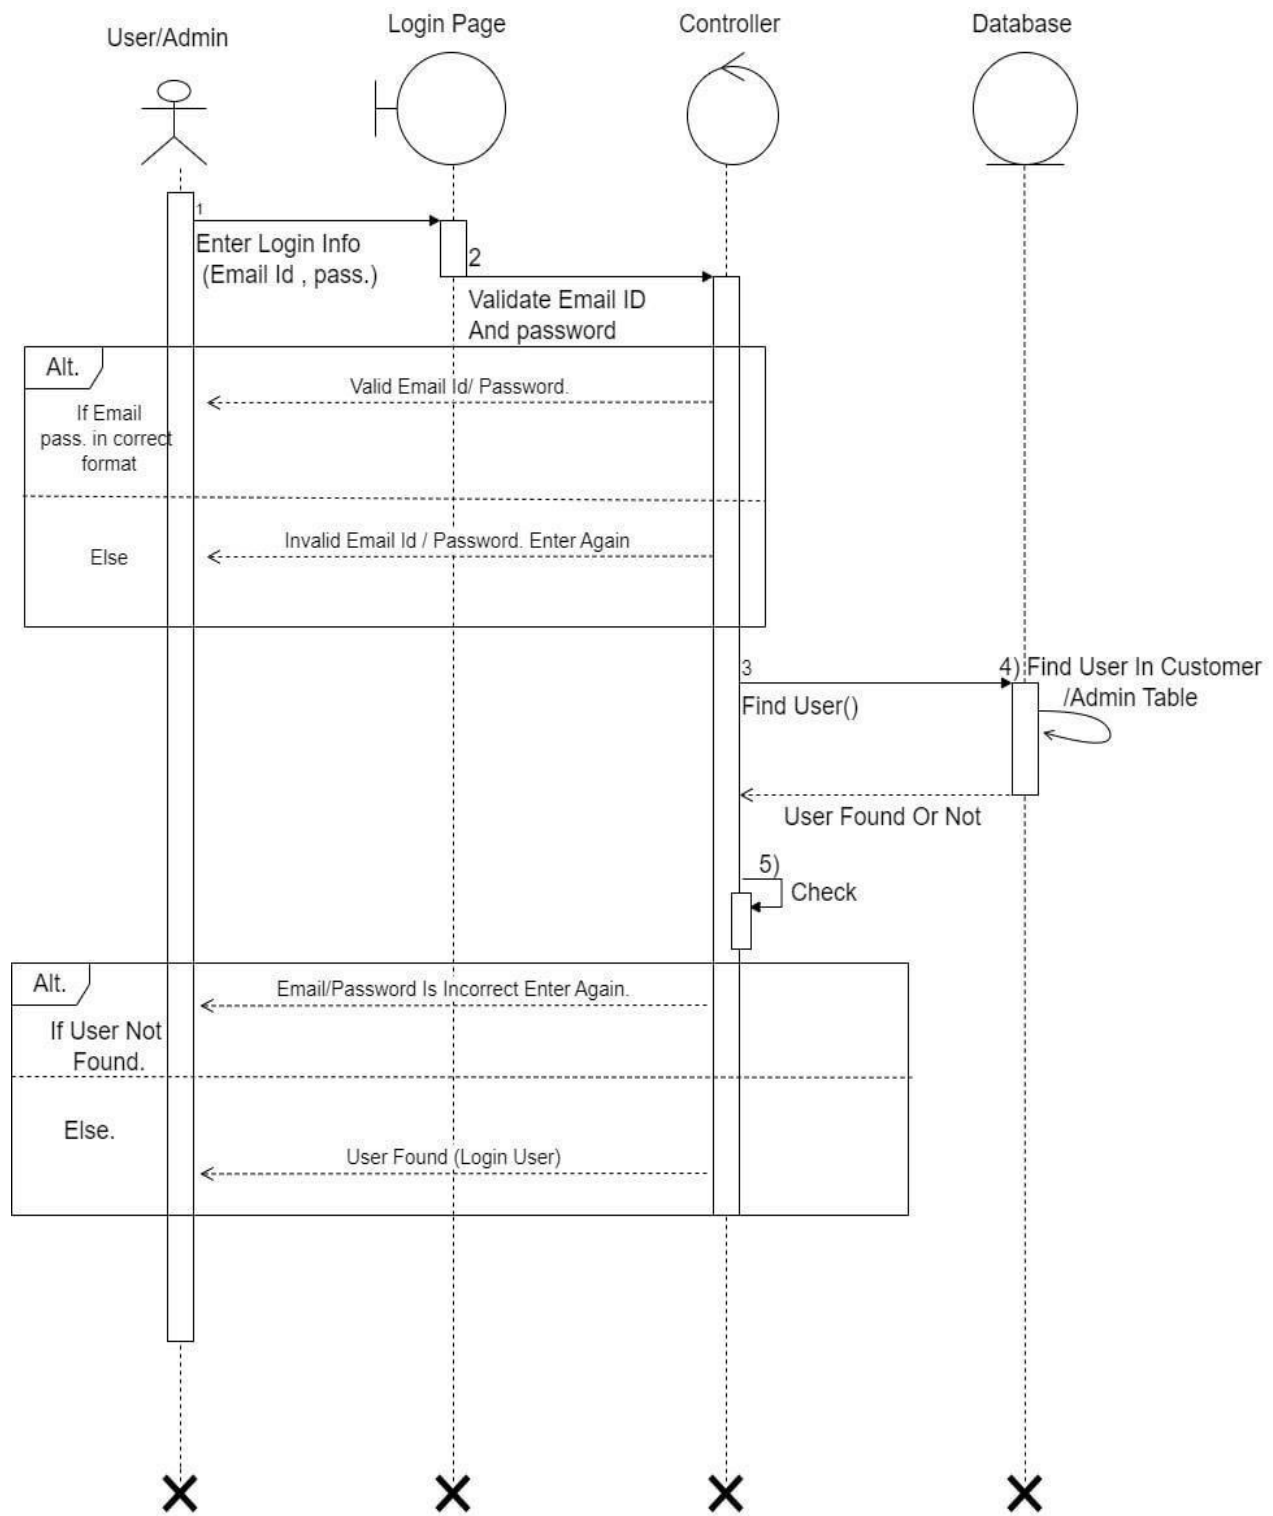 User/Admin
Login Page
Controller
Database
1
Enter Login Info
(Email Id , pass.)
2
Validate Email ID
And password
Alt.
Valid Email Id/ Password.
If Email
pass. in correct
format
Invalid Email Id / Password. Enter Again
Else
3
Find User()
4) Find User In Customer
/Admin Table
User Found Or Not
5)
Check
Alt.
Email/Password Is Incorrect Enter Again.
If User Not
Found.
Else.
User Found (Login User)